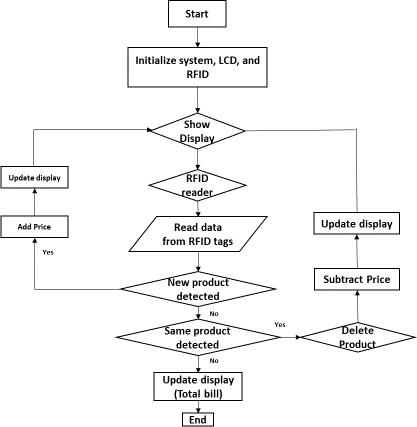 Start
Initialize system, LCD, and
RFID
Show
Display
Update display
RFID
reader
Add Price
Read data
from RFID tags
Update display
Yes
New product
detected
Subtract Price
No
Same product
detected
Yes
Delete
Product
No
Update display
(Total bill)
End